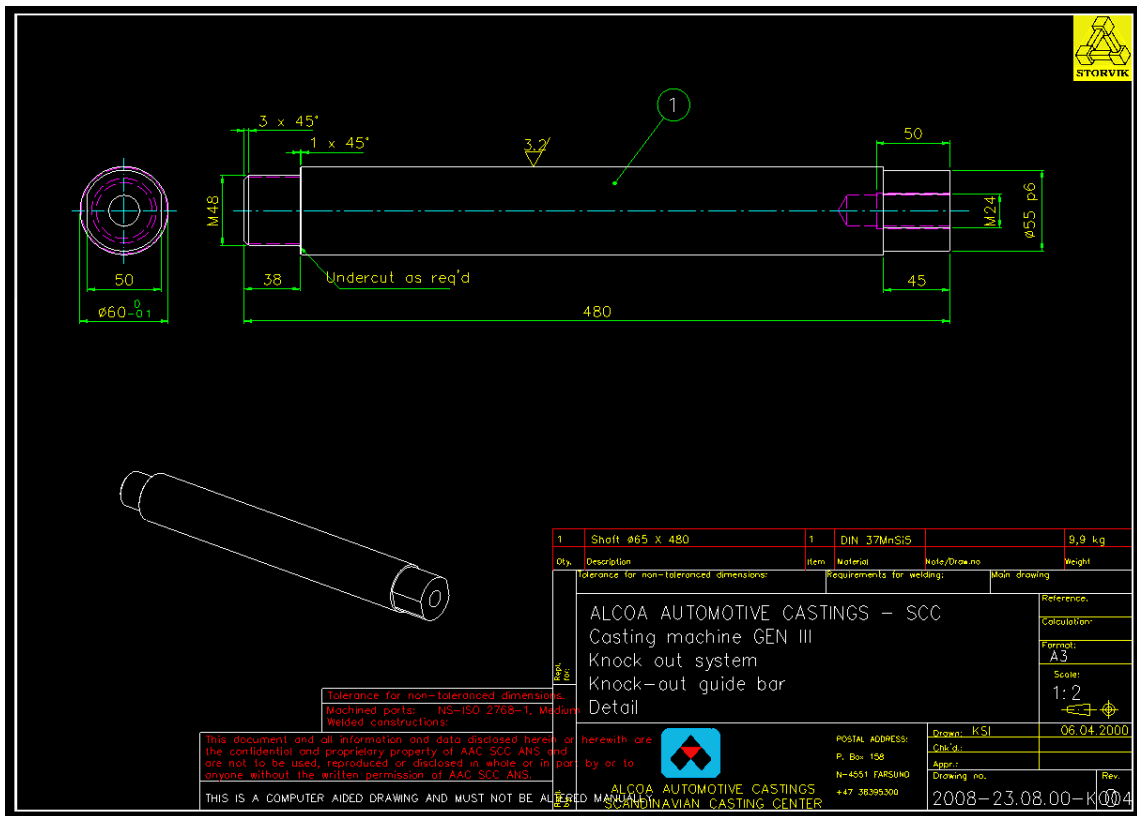 STORVIK
1
3 x 45°
1 x 45°
3.2
50
M48
M24
ø55 p6
50
ø60 0 -0.1
38
Undercut as req'd
45
480
1 Shaft ø65 X 480 1 DIN 37MnSi5 9,9 kg
Qty. Description Item Material Note/Draw.no Weight
Tolerance for non-toleranced dimensions: Requirements for welding: Main drawing
Reference.
Calculation:
Format:
A3
Scale:
1:2
Repl. for:
ALCOA AUTOMOTIVE CASTINGS - SCC
Casting machine GEN III
Knock out system
Knock-out guide bar
Detail
Tolerance for non-toleranced dimensions.
Machined parts: NS-ISO 2768-1, Medium
Welded constructions:
This document and all information and data disclosed herein or herewith are
the confidential and proprietary property of AAC SCC ANS and
are not to be used, reproduced or disclosed in whole or in part by or to
anyone without the written permission of AAC SCC ANS.
THIS IS A COMPUTER AIDED DRAWING AND MUST NOT BE ALTERED MANUALLY
ALCOA AUTOMOTIVE CASTINGS
SCANDINAVIAN CASTING CENTER
POSTAL ADDRESS:
P. Box 158
N-4551 FARSUND
+47 38395300
Drawn: KSI 06.04.2000
Chk'd.:
Appr.:
Drawing no. Rev.
2008-23.08.00-K004